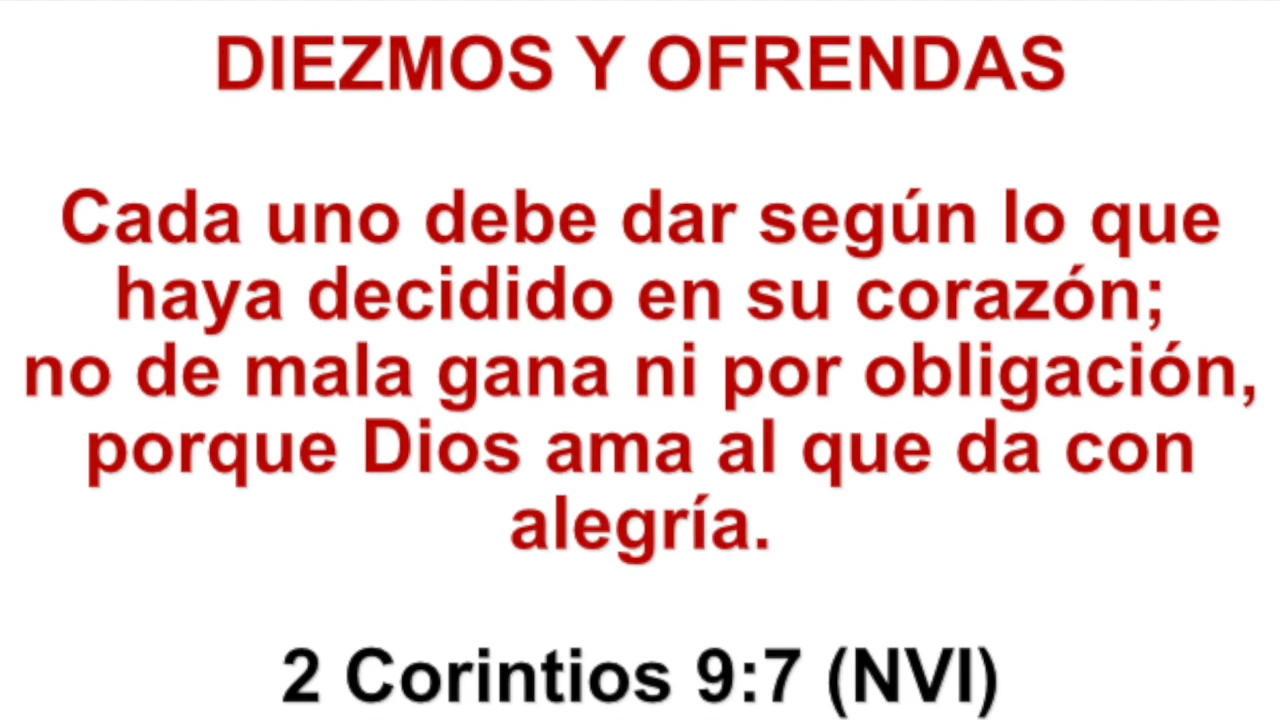 DIEZMOS Y OFRENDAS
Cada uno debe dar según lo que
haya decidido en su corazón;
no de mala gana ni por obligación,
porque Dios ama al que da con
alegría.
2 Corintios 9:7 (NVI)